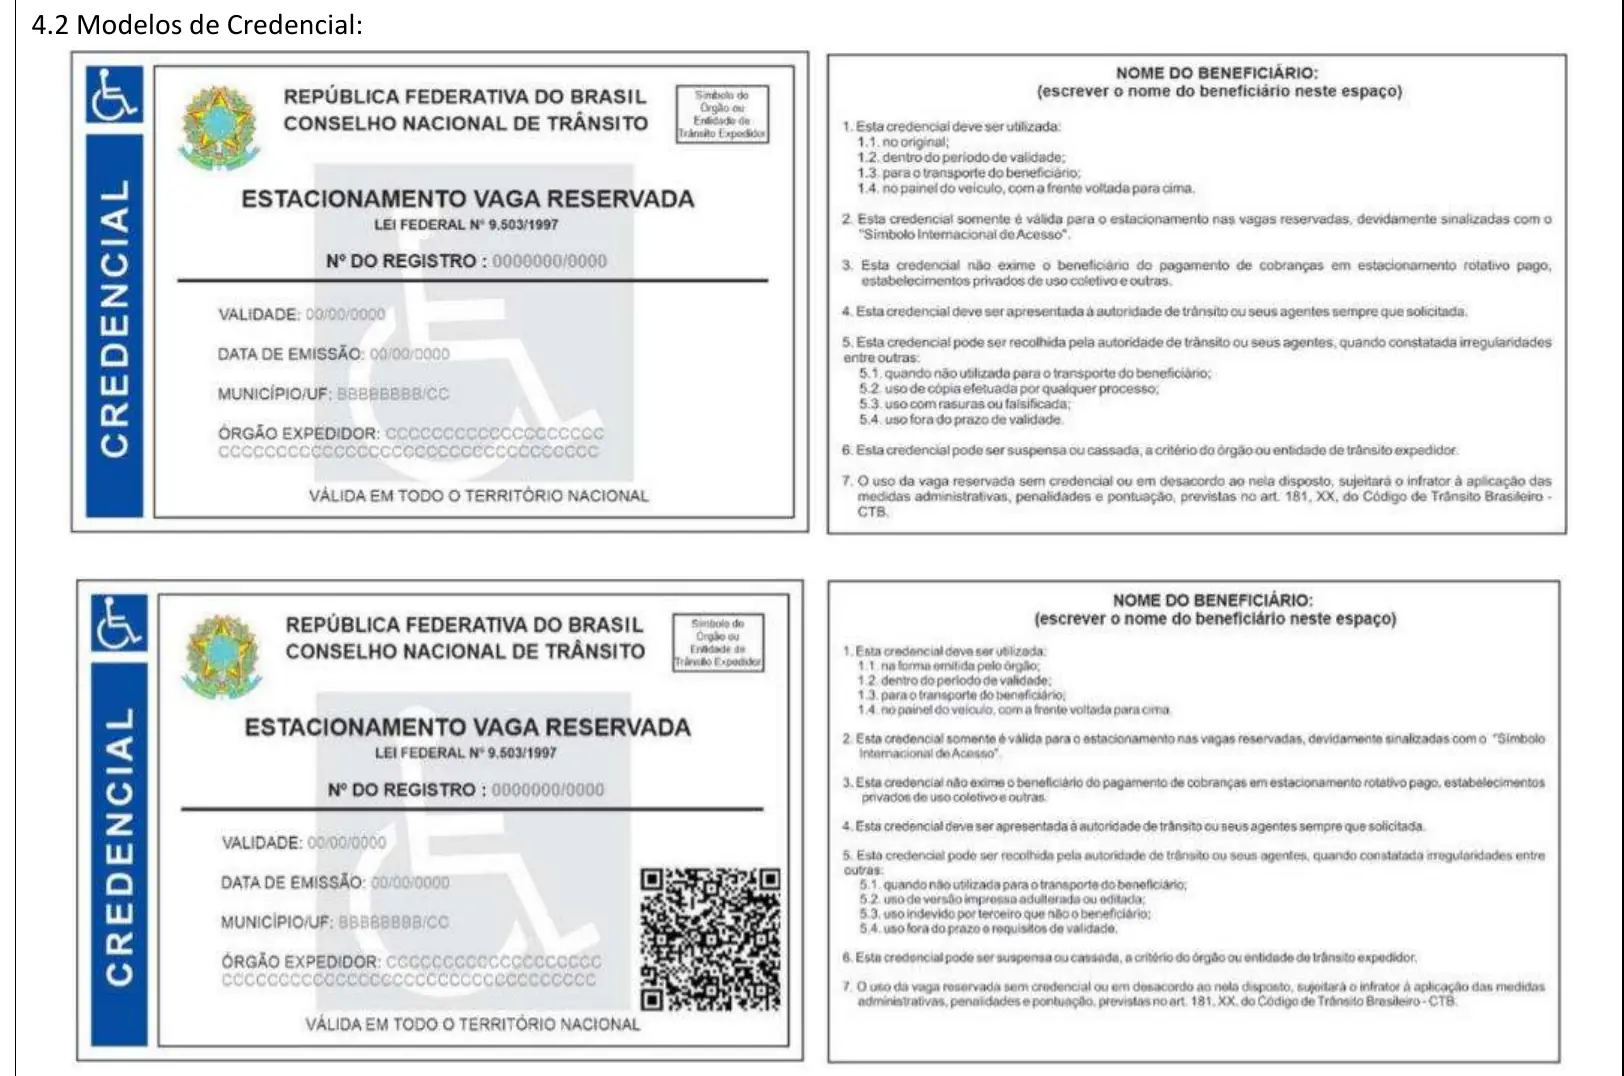 4.2 Modelos de Credencial:
CREDENCIAL
REPÚBLICA FEDERATIVA DO BRASIL
CONSELHO NACIONAL DE TRÂNSITO
Símbolo do
Órgão ou
Entidade de
Trânsito Expedidor
ESTACIONAMENTO VAGA RESERVADA
LEI FEDERAL Nº 9.503/1997
Nº DO REGISTRO : 0000000/0000
VALIDADE: 00/00/0000
DATA DE EMISSÃO: 00/00/0000
MUNICÍPIO/UF: BBBBBBBB/CC
ÓRGÃO EXPEDIDOR: CCCCCCCCCCCCCCCCCCC
CCCCCCCCCCCCCCCCCCCCCCCCCCCCCCCCC
VÁLIDA EM TODO O TERRITÓRIO NACIONAL
NOME DO BENEFICIÁRIO:
(escrever o nome do beneficiário neste espaço)
1. Esta credencial deve ser utilizada:
1.1. no original;
1.2. dentro do período de validade;
1.3. para o transporte do beneficiário;
1.4. no painel do veículo, com a frente voltada para cima.
2. Esta credencial somente é válida para o estacionamento nas vagas reservadas, devidamente sinalizadas com o
"Símbolo Internacional de Acesso".
3. Esta credencial não exime o beneficiário do pagamento de cobranças em estacionamento rotativo pago,
estabelecimentos privados de uso coletivo e outras.
4. Esta credencial deve ser apresentada à autoridade de trânsito ou seus agentes sempre que solicitada.
5. Esta credencial pode ser recolhida pela autoridade de trânsito ou seus agentes, quando constatada irregularidades
entre outras:
5.1. quando não utilizada para o transporte do beneficiário;
5.2. uso de cópia efetuada por qualquer processo;
5.3. uso com rasuras ou falsificada;
5.4. uso fora do prazo de validade.
6. Esta credencial pode ser suspensa ou cassada, a critério do órgão ou entidade de trânsito expedidor.
7. O uso da vaga reservada sem credencial ou em desacordo ao nela disposto, sujeitará o infrator à aplicação das
medidas administrativas, penalidades e pontuação, previstas no art. 181, XX, do Código de Trânsito Brasileiro -
CTB.
CREDENCIAL
REPÚBLICA FEDERATIVA DO BRASIL
CONSELHO NACIONAL DE TRÂNSITO
Símbolo do
Órgão ou
Entidade de
Trânsito Expedidor
ESTACIONAMENTO VAGA RESERVADA
LEI FEDERAL Nº 9.503/1997
Nº DO REGISTRO : 0000000/0000
VALIDADE: 00/00/0000
DATA DE EMISSÃO: 00/00/0000
MUNICÍPIO/UF: BBBBBBBB/CC
ÓRGÃO EXPEDIDOR: CCCCCCCCCCCCCCCCCCC
CCCCCCCCCCCCCCCCCCCCCCCCCCCCCCCCC
VÁLIDA EM TODO O TERRITÓRIO NACIONAL
NOME DO BENEFICIÁRIO:
(escrever o nome do beneficiário neste espaço)
1. Esta credencial deve ser utilizada:
1.1. na forma emitida pelo órgão;
1.2. dentro do período de validade;
1.3. para o transporte do beneficiário;
1.4. no painel do veículo, com a frente voltada para cima.
2. Esta credencial somente é válida para o estacionamento nas vagas reservadas, devidamente sinalizadas com o "Símbolo
Internacional de Acesso".
3. Esta credencial não exime o beneficiário do pagamento de cobranças em estacionamento rotativo pago, estabelecimentos
privados de uso coletivo e outras.
4. Esta credencial deve ser apresentada à autoridade de trânsito ou seus agentes sempre que solicitada.
5. Esta credencial pode ser recolhida pela autoridade de trânsito ou seus agentes, quando constatada irregularidades entre
outras:
5.1. quando não utilizada para o transporte do beneficiário;
5.2. uso de versão impressa adulterada ou editada;
5.3. uso indevido por terceiro que não o beneficiário;
5.4. uso fora do prazo e requisitos de validade.
6. Esta credencial pode ser suspensa ou cassada, a critério do órgão ou entidade de trânsito expedidor.
7. O uso da vaga reservada sem credencial ou em desacordo ao nela disposto, sujeitará o infrator à aplicação das medidas
administrativas, penalidades e pontuação, previstas no art. 181, XX, do Código de Trânsito Brasileiro - CTB.